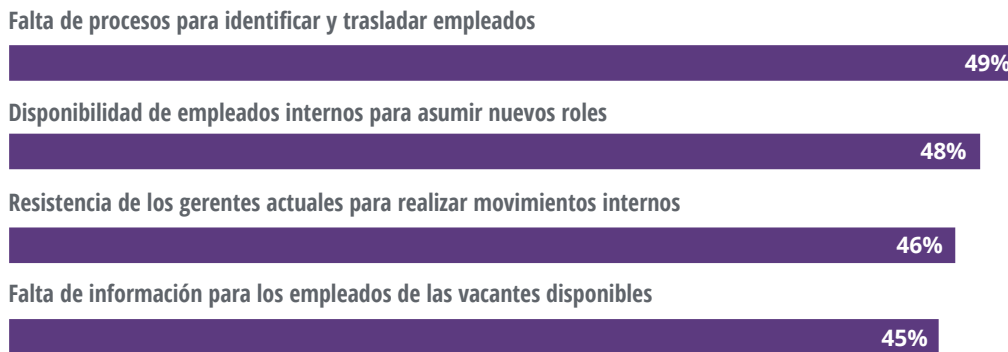 Falta de procesos para identificar y trasladar empleados
49%
Disponibilidad de empleados internos para asumir nuevos roles
48%
Resistencia de los gerentes actuales para realizar movimientos internos
46%
Falta de información para los empleados de las vacantes disponibles
45%